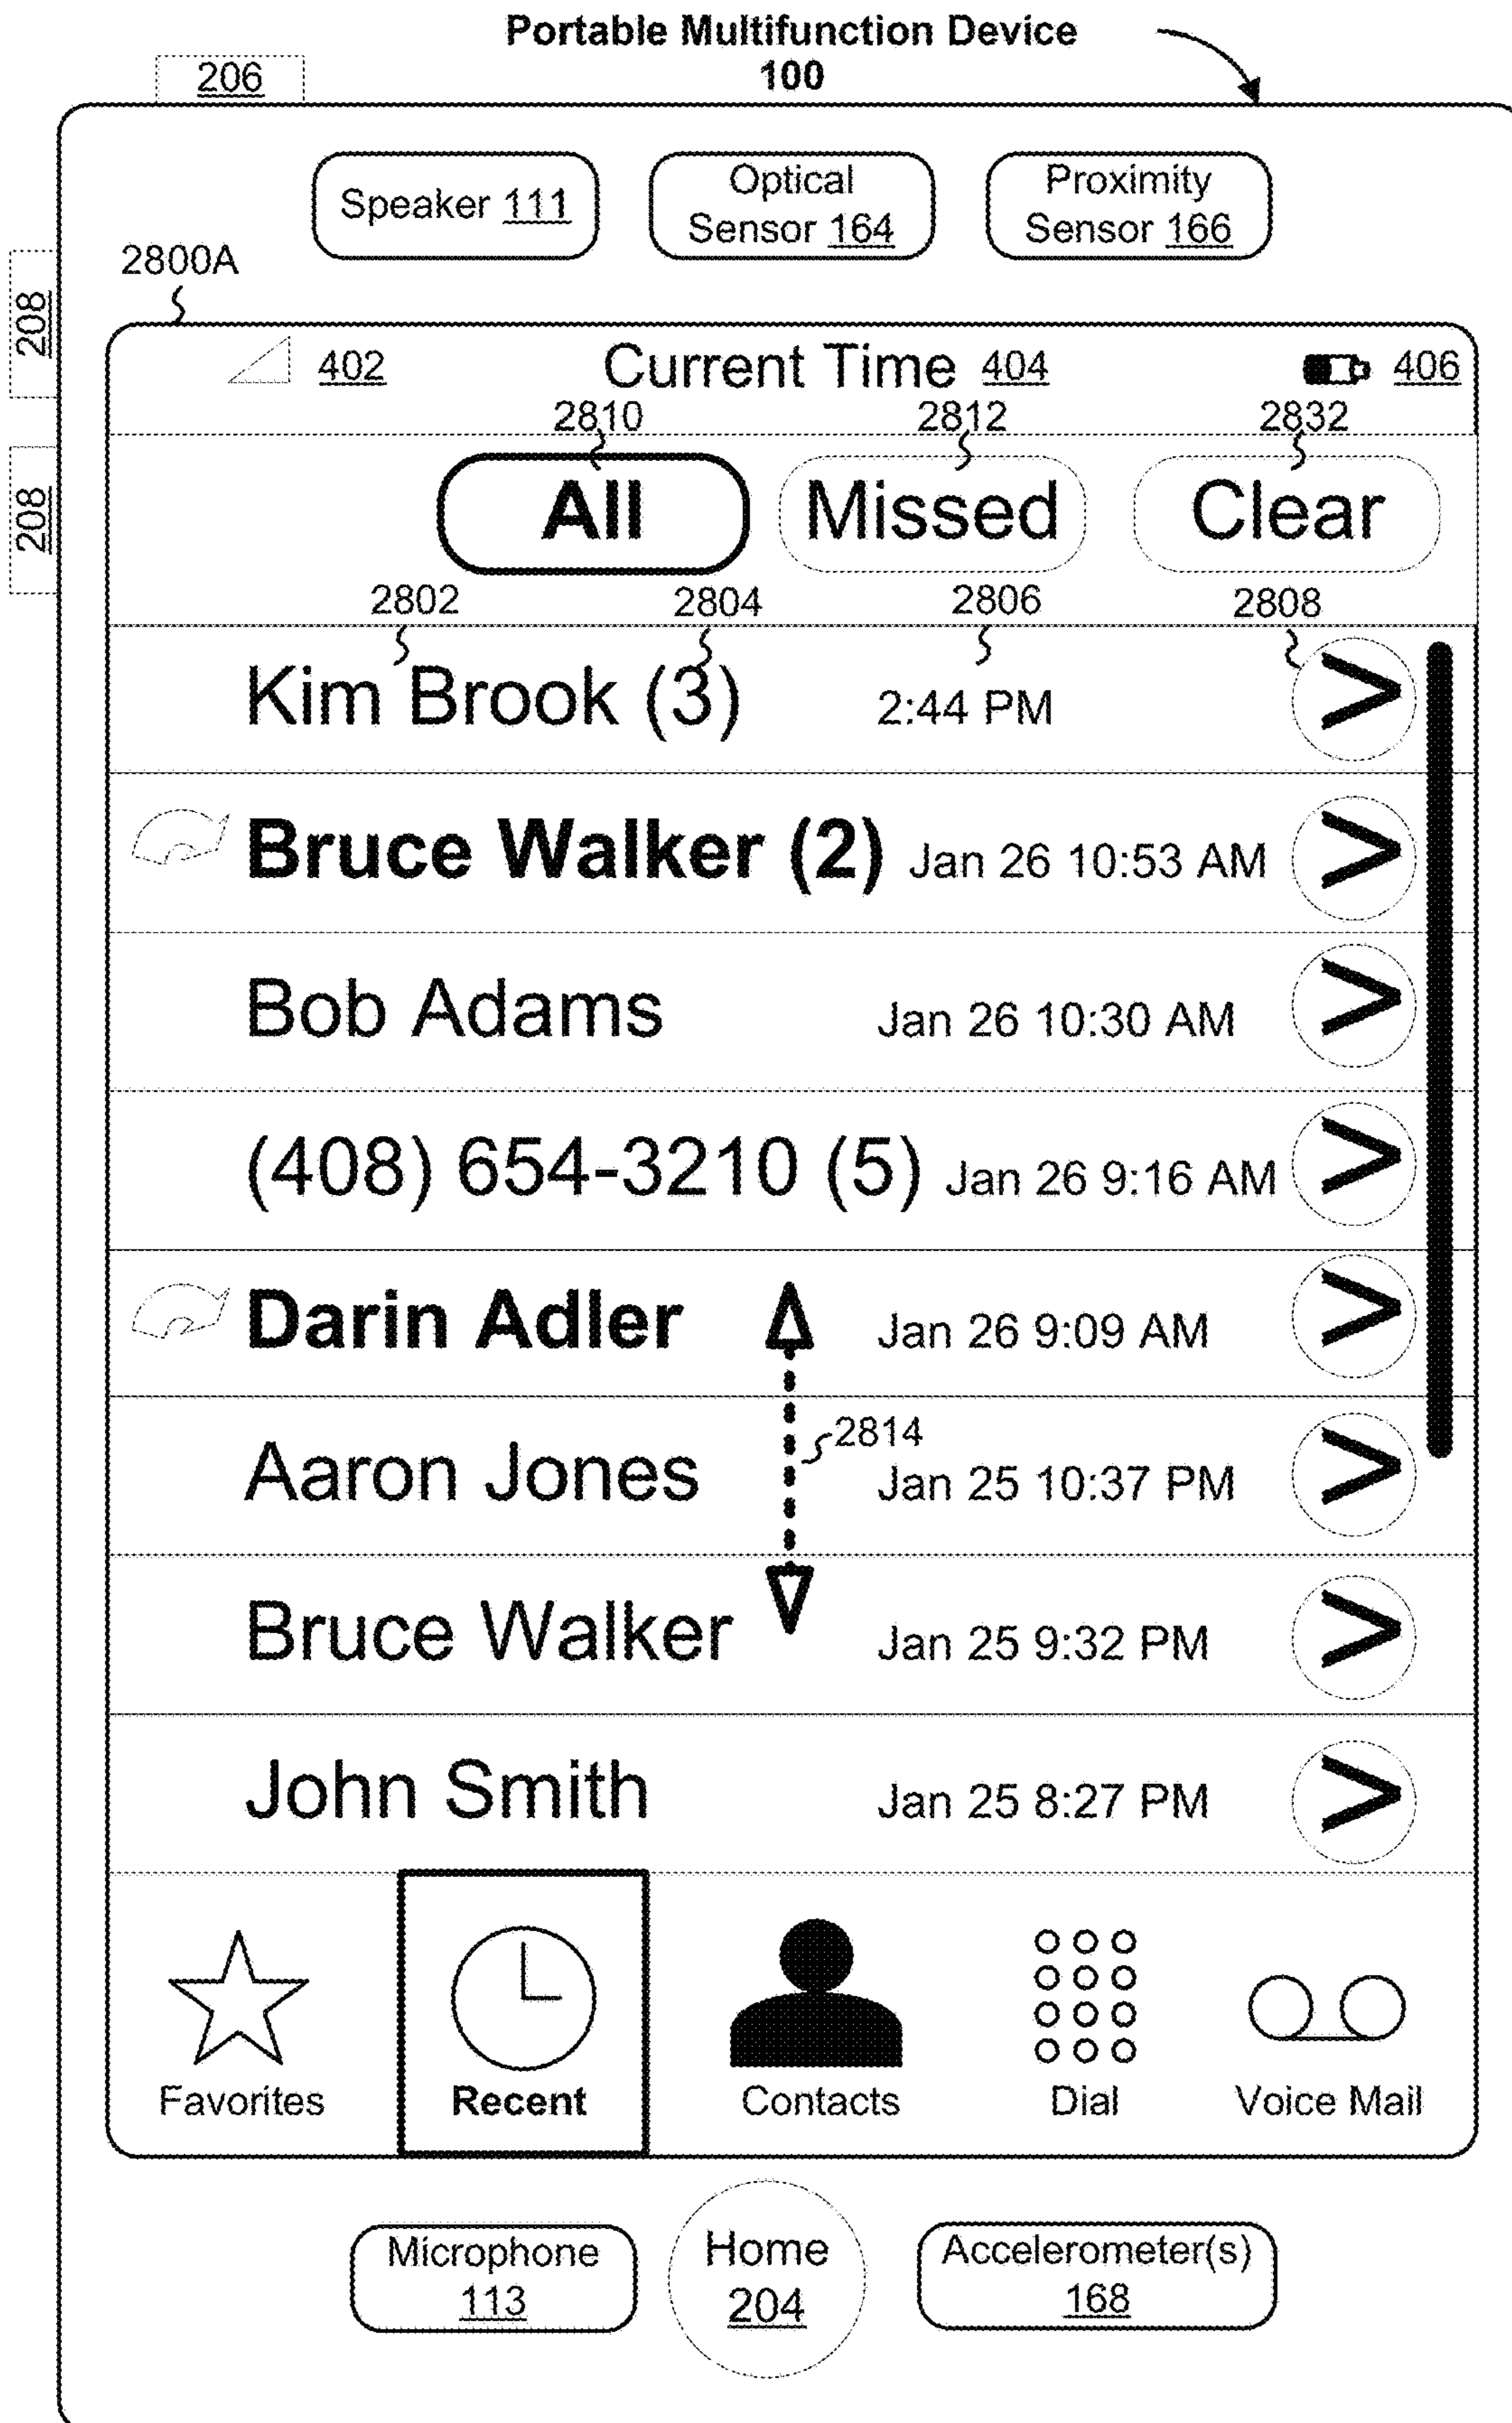 Portable Multifunction Device
100
206
Speaker 111
Optical
Sensor 164
Proximity
Sensor 166
2800A
208
208
402
Current Time 404
406
2810
2812
2832
All
Missed
Clear
2802
2804
2806
2808
Kim Brook (3) 2:44 PM >
Bruce Walker (2) Jan 26 10:53 AM >
Bob Adams Jan 26 10:30 AM >
(408) 654-3210 (5) Jan 26 9:16 AM >
Darin Adler Jan 26 9:09 AM >
2814
Aaron Jones Jan 25 10:37 PM >
Bruce Walker Jan 25 9:32 PM >
John Smith Jan 25 8:27 PM >
Favorites
Recent
Contacts
Dial
Voice Mail
Microphone
113
Home
204
Accelerometer(s)
168